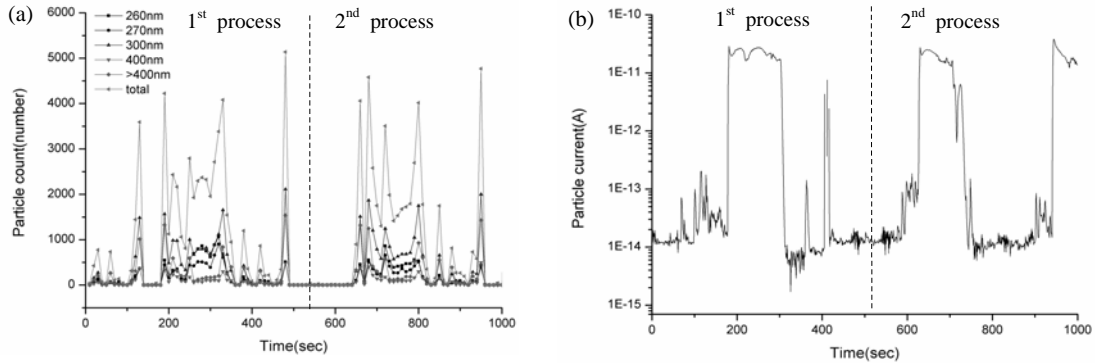 (a)
1st process
2nd process
260nm
270nm
300nm
400nm
>400nm
total
6000
5000
4000
3000
2000
1000
0
Particle count(number)
0 200 400 600 800 1000
Time(sec)
(b)
1st process
2nd process
1E-10
1E-11
1E-12
1E-13
1E-14
1E-15
Particle current(A)
0 200 400 600 800 1000
Time(sec)